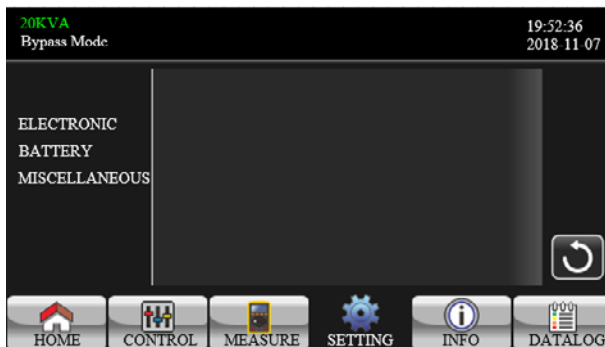 20KVA
Bypass Mode
19:52:36
2018-11-07
ELECTRONIC
BATTERY
MISCELLANEOUS
HOME
CONTROL
MEASURE
SETTING
INFO
DATALOG